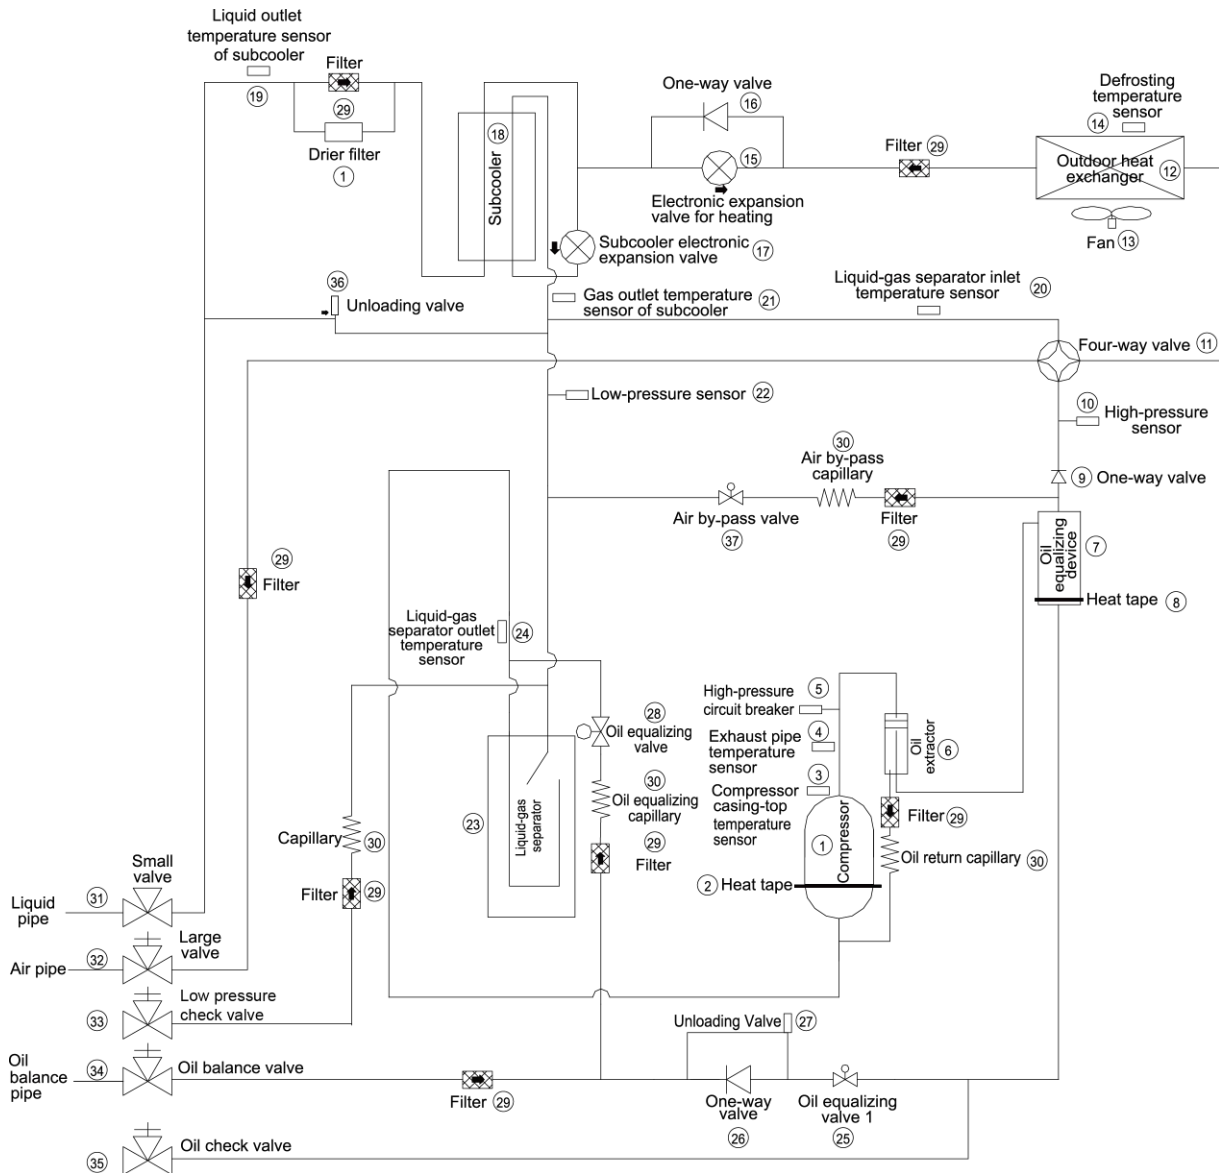 Liquid outlet
temperature sensor
of subcooler
19
Filter
29
Drier filter
1
18
Subcooler
One-way valve
16
15
Electronic expansion
valve for heating
Filter 29
Defrosting
temperature
sensor
14
Outdoor heat
exchanger
12
Fan 13
Subcooler electronic
expansion valve
17
36
Unloading valve
Gas outlet temperature
sensor of subcooler
21
Liquid-gas separator inlet
temperature sensor
20
Four-way valve 11
Low-pressure sensor 22
10
High-pressure
sensor
30
Air by-pass
capillary
9 One-way valve
Air by-pass valve
37
Filter
29
Oil
equalizing
device
7
Heat tape 8
29
Filter
Liquid-gas
separator outlet
temperature
sensor
24
High-pressure
circuit breaker
5
28
Oil equalizing
valve
Exhaust pipe
temperature
sensor
4
Oil
extractor
6
30
Oil equalizing
capillary
3
Compressor
casing-top
temperature
sensor
23
Liquid-gas
separator
29
Filter
1
Compressor
Filter 29
Oil return capillary 30
2 Heat tape
Capillary 30
Filter 29
Small
valve
Liquid
pipe
31
Large
valve
Air pipe
32
Low pressure
check valve
33
Unloading Valve 27
Oil
balance
pipe
34
Oil balance valve
Filter 29
One-way
valve
26
Oil equalizing
valve 1
25
Oil check valve
35